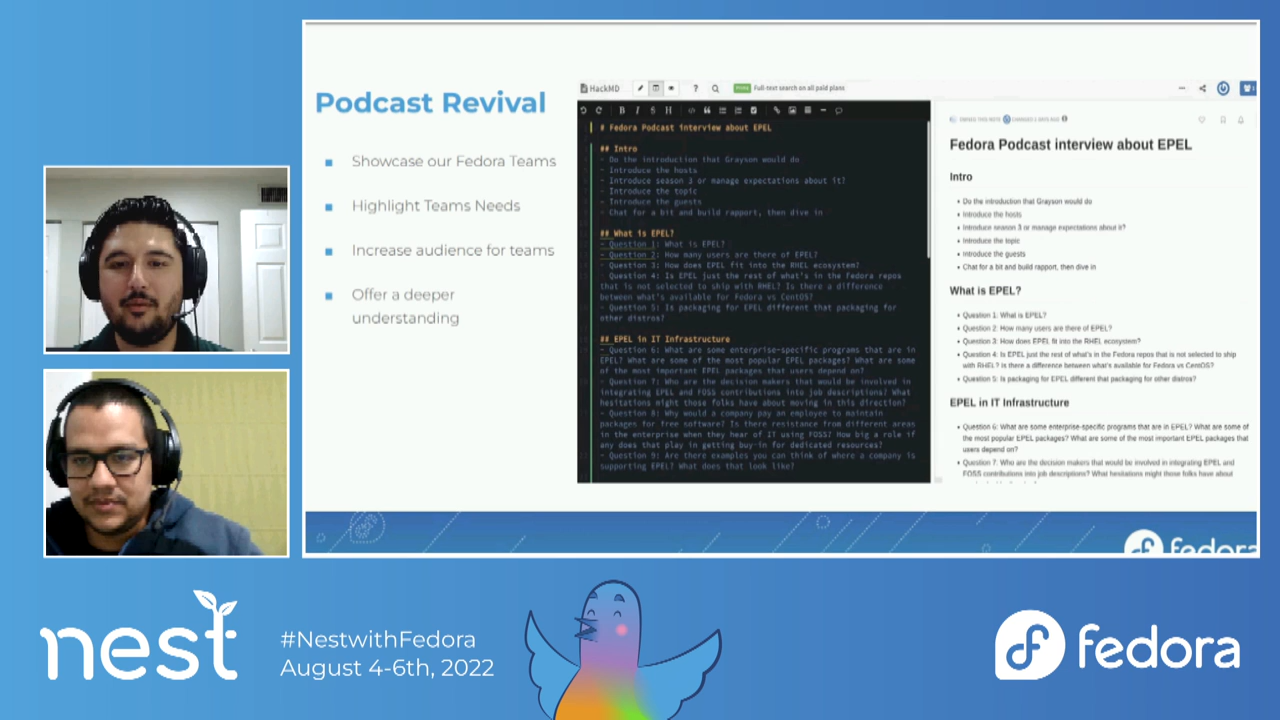 Podcast Revival
Showcase our Fedora Teams
Highlight Teams Needs
Increase audience for teams
Offer a deeper
understanding
HackMD
Full-text search on all paid plans
# Fedora Podcast interview about EPEL
## Intro
- Do the introduction that Grayson would do
- Introduce the hosts
- Introduce season 3 or manage expectations about it?
- Introduce the topic
- Introduce the guests
- Chat for a bit and build rapport, then dive in
## What is EPEL?
- Question 1: What is EPEL?
- Question 2: How many users are there of EPEL?
- Question 3: How does EPEL fit into the RHEL ecosystem?
- Question 4: Is EPEL just the rest of what's in the Fedora repos
that is not selected to ship with RHEL? Is there a difference
between what's available for Fedora vs CentOS?
- Question 5: Is packaging for EPEL different that packaging for
other distros?
## EPEL in IT Infrastructure
- Question 6: What are some enterprise-specific programs that are in
EPEL? What are some of the most popular EPEL packages? What are some
of the most important EPEL packages that users depend on?
- Question 7: Who are the decision makers that would be involved in
integrating EPEL and FOSS contributions into job descriptions? What
hesitations might those folks have about moving in this direction?
- Question 8: Why would a company pay an employee to maintain
packages for free software? Is there resistance from different areas
in the enterprise when they hear of IT using FOSS? How big a role if
any does that play in getting buy-in for dedicated resources?
- Question 9: Are there examples you can think of where a company is
supporting EPEL? What does that look like?
Fedora Podcast interview about EPEL
Intro
Do the introduction that Grayson would do
Introduce the hosts
Introduce season 3 or manage expectations about it?
Introduce the topic
Introduce the guests
Chat for a bit and build rapport, then dive in
What is EPEL?
Question 1: What is EPEL?
Question 2: How many users are there of EPEL?
Question 3: How does EPEL fit into the RHEL ecosystem?
Question 4: Is EPEL just the rest of what's in the Fedora repos that is not selected to ship
with RHEL? Is there a difference between what's available for Fedora vs CentOS?
Question 5: Is packaging for EPEL different that packaging for other distros?
EPEL in IT Infrastructure
Question 6: What are some enterprise-specific programs that are in EPEL? What are some of
the most popular EPEL packages? What are some of the most important EPEL packages that
users depend on?
Question 7: Who are the decision makers that would be involved in integrating EPEL and
FOSS contributions into job descriptions? What hesitations might those folks have about
fedora
nest
#NestwithFedora
August 4-6th, 2022
fedora